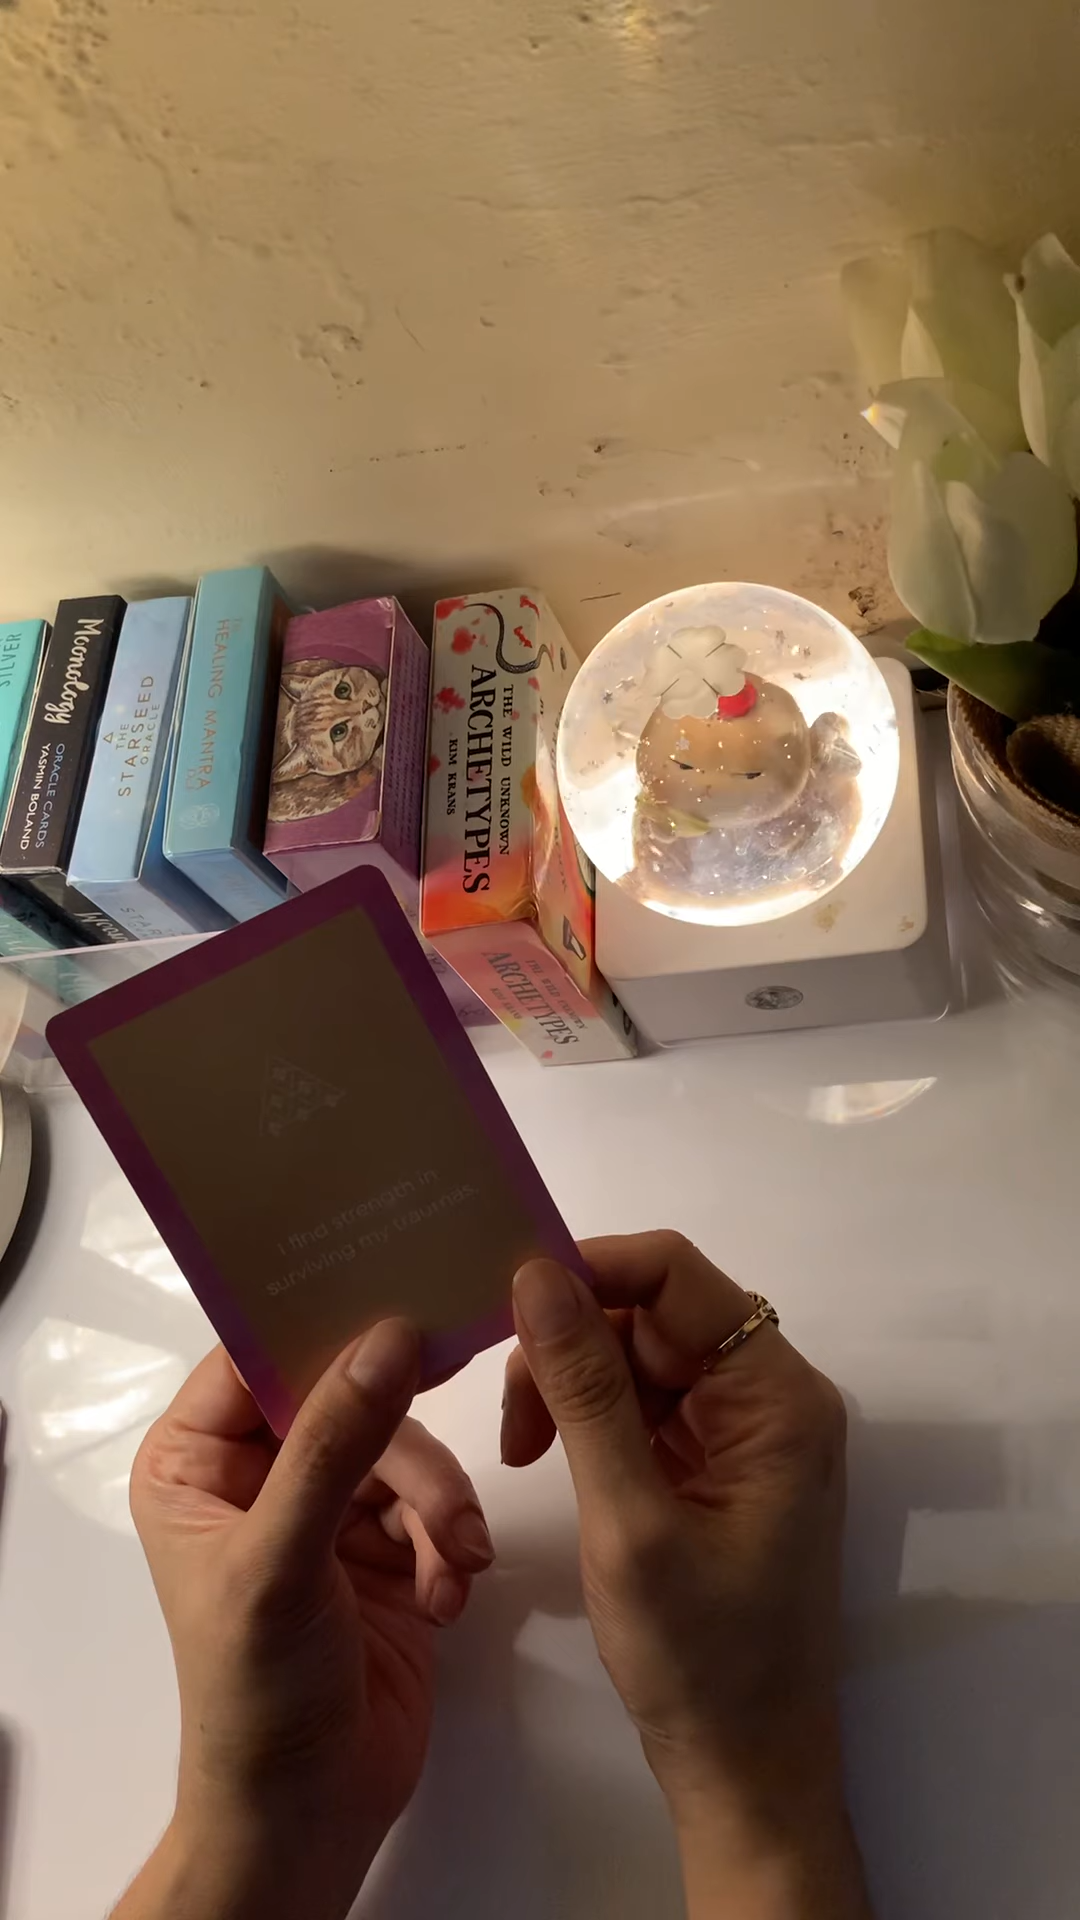 SILVER
Moonology
ORACLE CARDS
YASMIN BOLAND
THE
STARSEED
ORACLE
HEALING MANTRA
THE WILD UNKNOWN
ARCHETYPES
KIM KRANS
THE WILD UNKNOWN
ARCHETYPES
I find strength in
surviving my traumas.